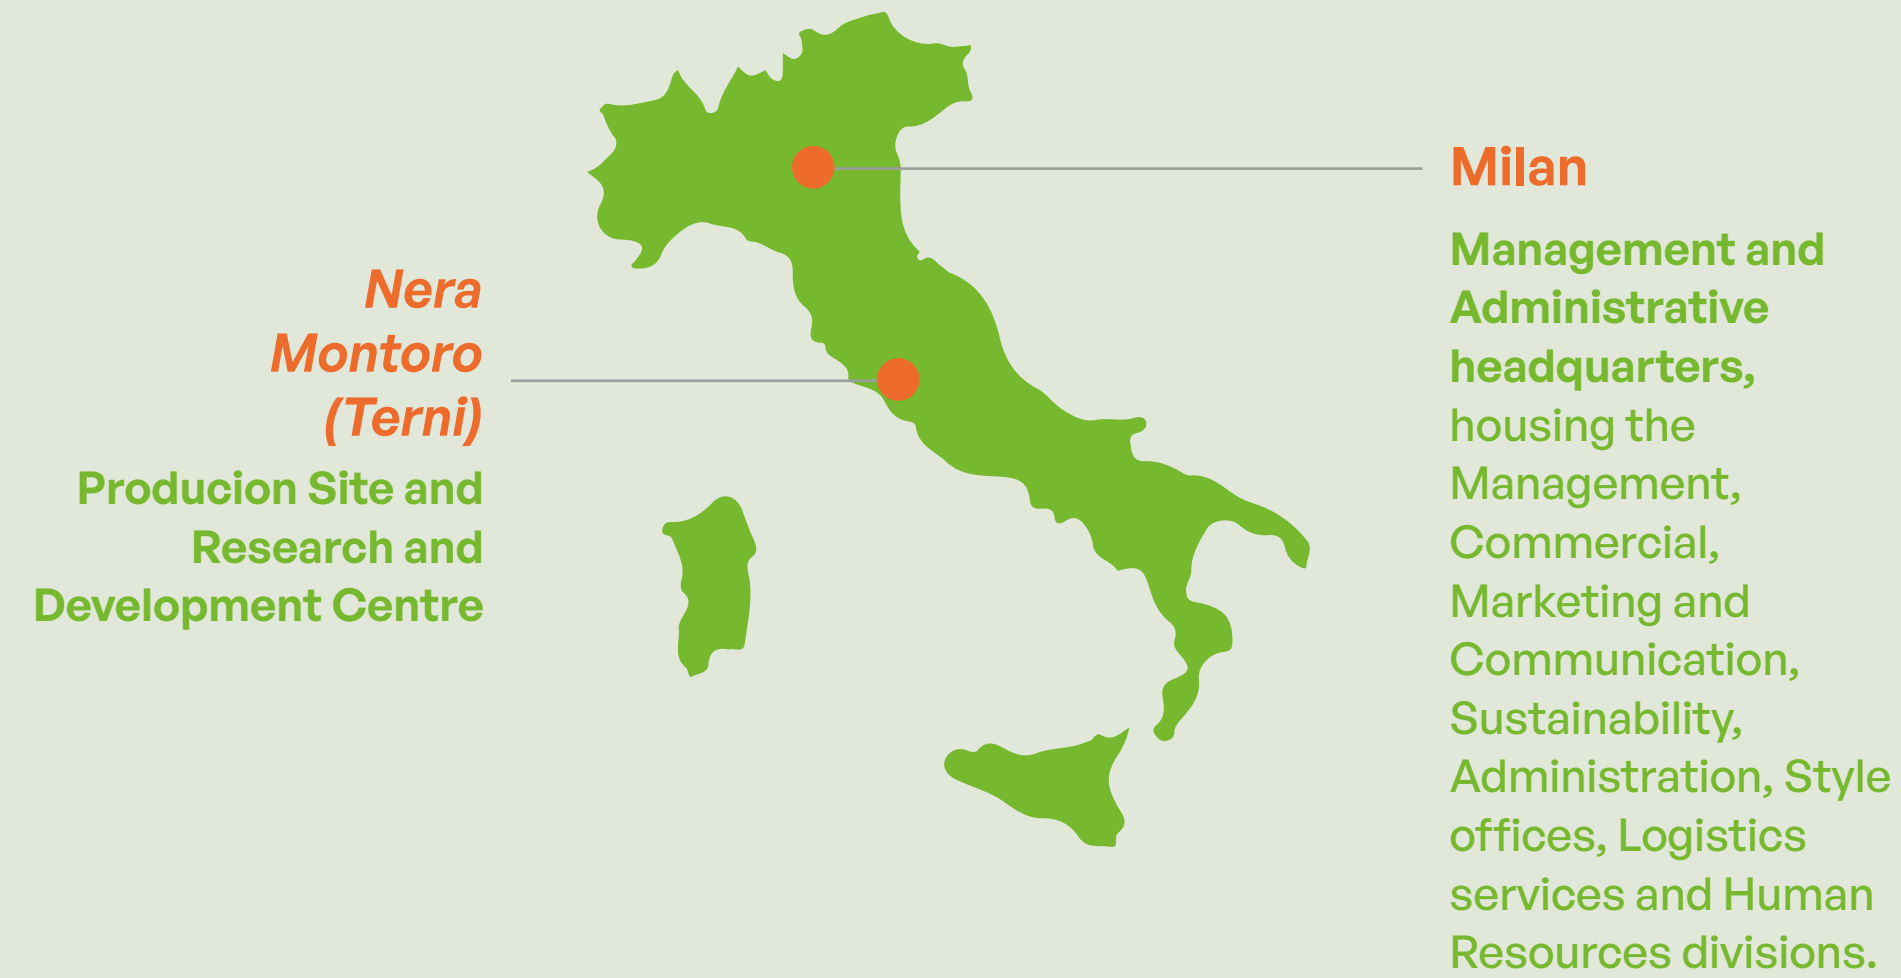 Nera
Montoro
(Terni)
Producion Site and
Research and
Development Centre
Milan
Management and
Administrative
headquarters,
housing the
Management,
Commercial,
Marketing and
Communication,
Sustainability,
Administration, Style
offices, Logistics
services and Human
Resources divisions.